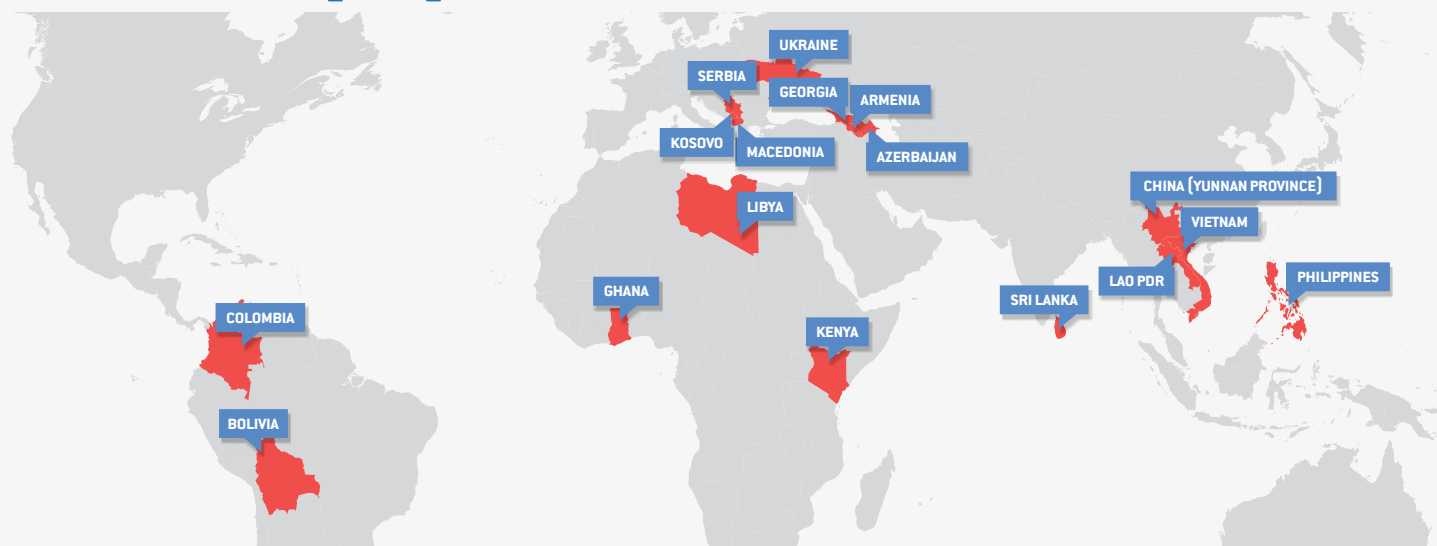 UKRAINE
SERBIA
GEORGIA
ARMENIA
KOSOVO
MACEDONIA
AZERBAIJAN
CHINA (YUNNAN PROVINCE)
LIBYA
VIETNAM
GHANA
LAO PDR
PHILIPPINES
SRI LANKA
COLOMBIA
KENYA
BOLIVIA